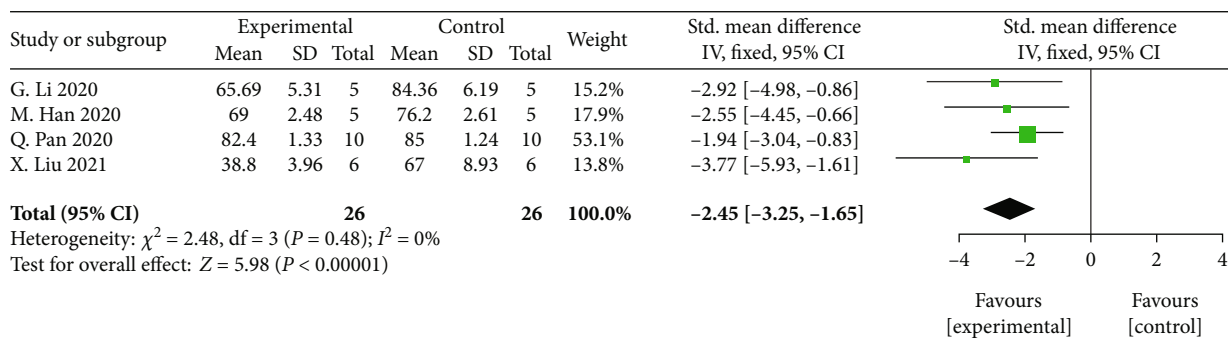 Study or subgroup Experimental Control Weight Std. mean difference Std. mean difference
Mean SD Total Mean SD Total IV, fixed, 95% CI IV, fixed, 95% CI
G. Li 2020 65.69 5.31 5 84.36 6.19 5 15.2% –2.92 [–4.98, –0.86]
M. Han 2020 69 2.48 5 76.2 2.61 5 17.9% –2.55 [–4.45, –0.66]
Q. Pan 2020 82.4 1.33 10 85 1.24 10 53.1% –1.94 [–3.04, –0.83]
X. Liu 2021 38.8 3.96 6 67 8.93 6 13.8% –3.77 [–5.93, –1.61]
Total (95% CI) 26 26 100.0% –2.45 [–3.25, –1.65]
Heterogeneity: χ² = 2.48, df = 3 (P = 0.48); I² = 0%
Test for overall effect: Z = 5.98 (P < 0.00001)
–4 –2 0 2 4
Favours Favours
[experimental] [control]